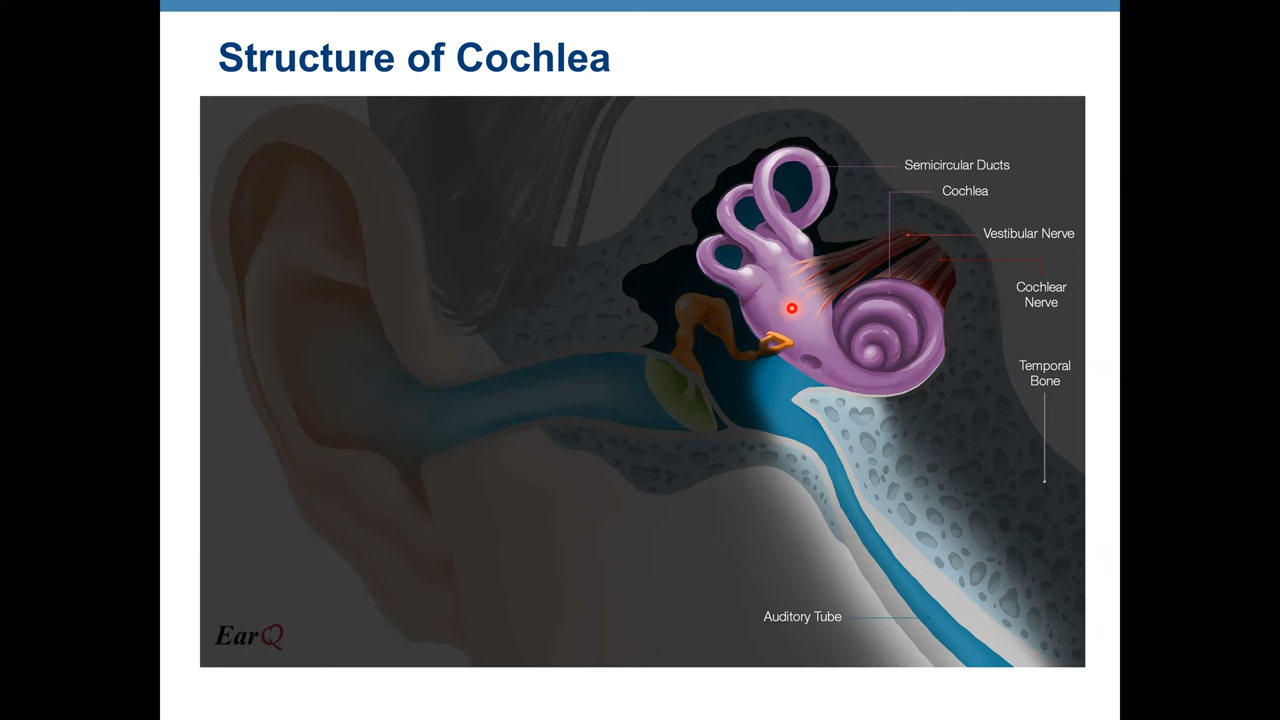 Structure of Cochlea
Semicircular Ducts
Cochlea
Vestibular Nerve
Cochlear
Nerve
Temporal
Bone
Auditory Tube
EarQ